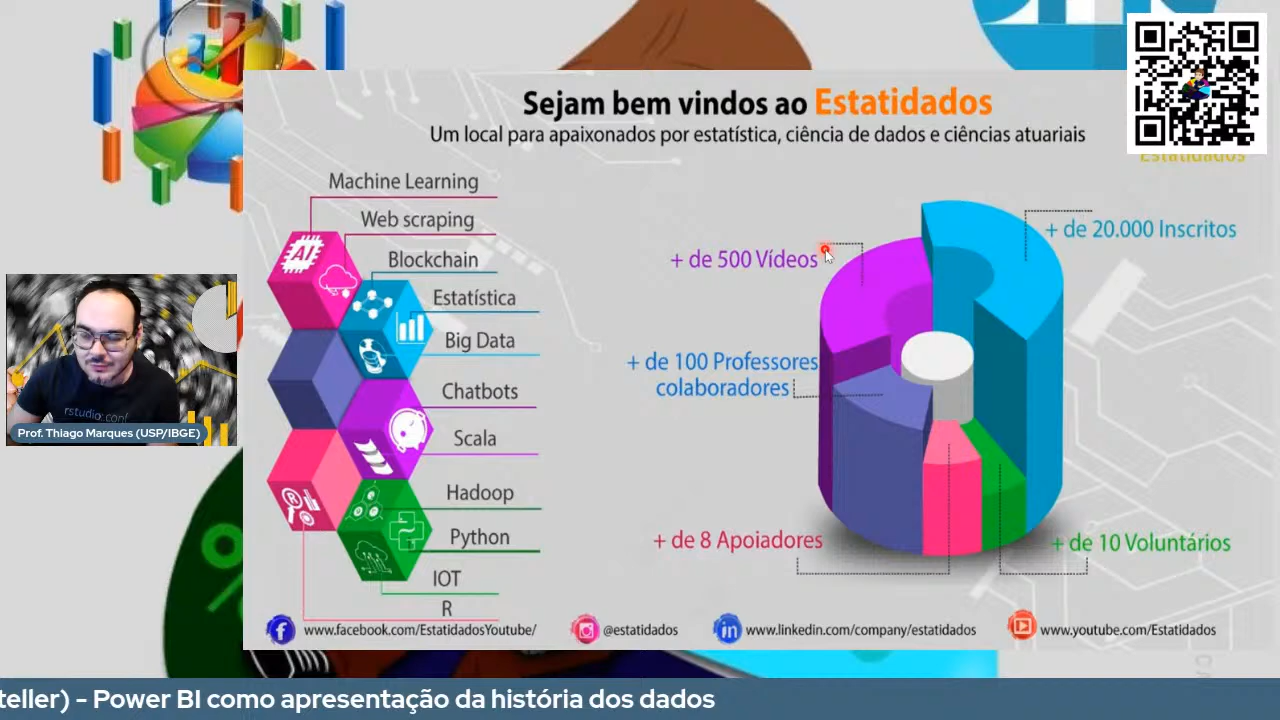 Sejam bem vindos ao Estatidados
Um local para apaixonados por estatística, ciência de dados e ciências atuariais
Estatidados
Machine Learning
Web scraping
Blockchain
Estatística
Big Data
Chatbots
Scala
Hadoop
Python
IOT
R
AI
R
+ de 20.000 Inscritos
+ de 500 Vídeos
+ de 100 Professores
colaboradores
+ de 8 Apoiadores
+ de 10 Voluntários
rstudio::conf
Prof. Thiago Marques (USP/IBGE)
%
www.facebook.com/EstatidadosYoutube/
@estatidados
www.linkedin.com/company/estatidados
www.youtube.com/Estatidados
teller) - Power BI como apresentação da história dos dados